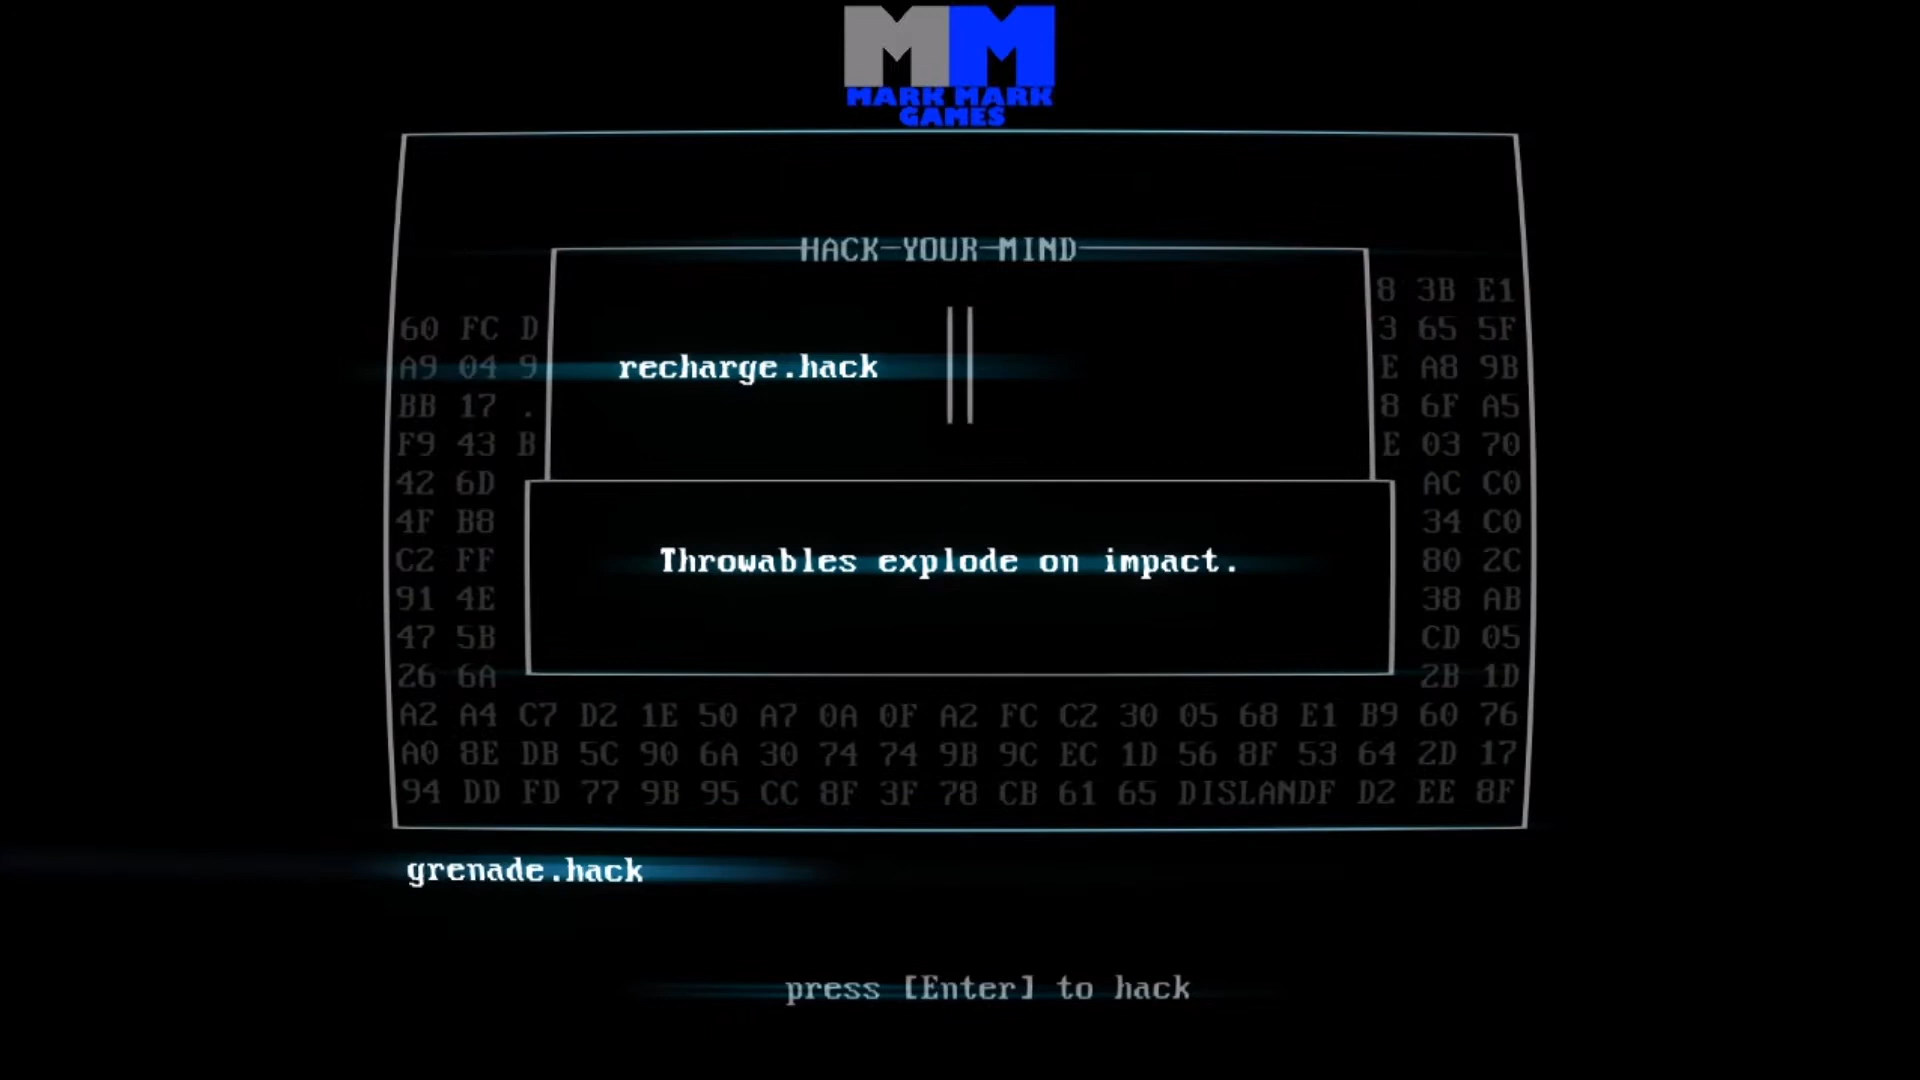 MM
MARK MARK
GAMES
HACK-YOUR-MIND
8 3B E1
60 FC D
3 65 5F
recharge.hack
A9 04 9
E A8 9B
BB 17 .
8 6F A5
F9 43 B
E 03 70
42 6D
AC C0
4F B8
34 C0
C2 FF
Throwables explode on impact.
80 2C
91 4E
38 AB
47 5B
CD 05
26 6A
2B 1D
A2 A4 C7 D2 1E 50 A7 0A 0F A2 FC C2 30 05 68 E1 B9 60 76
A0 8E DB 5C 90 6A 30 74 74 9B 9C EC 1D 56 8F 53 64 2D 17
94 DD FD 77 9B 95 CC 8F 3F 78 CB 61 65 DISLANDF D2 EE 8F
grenade.hack
press [Enter] to hack